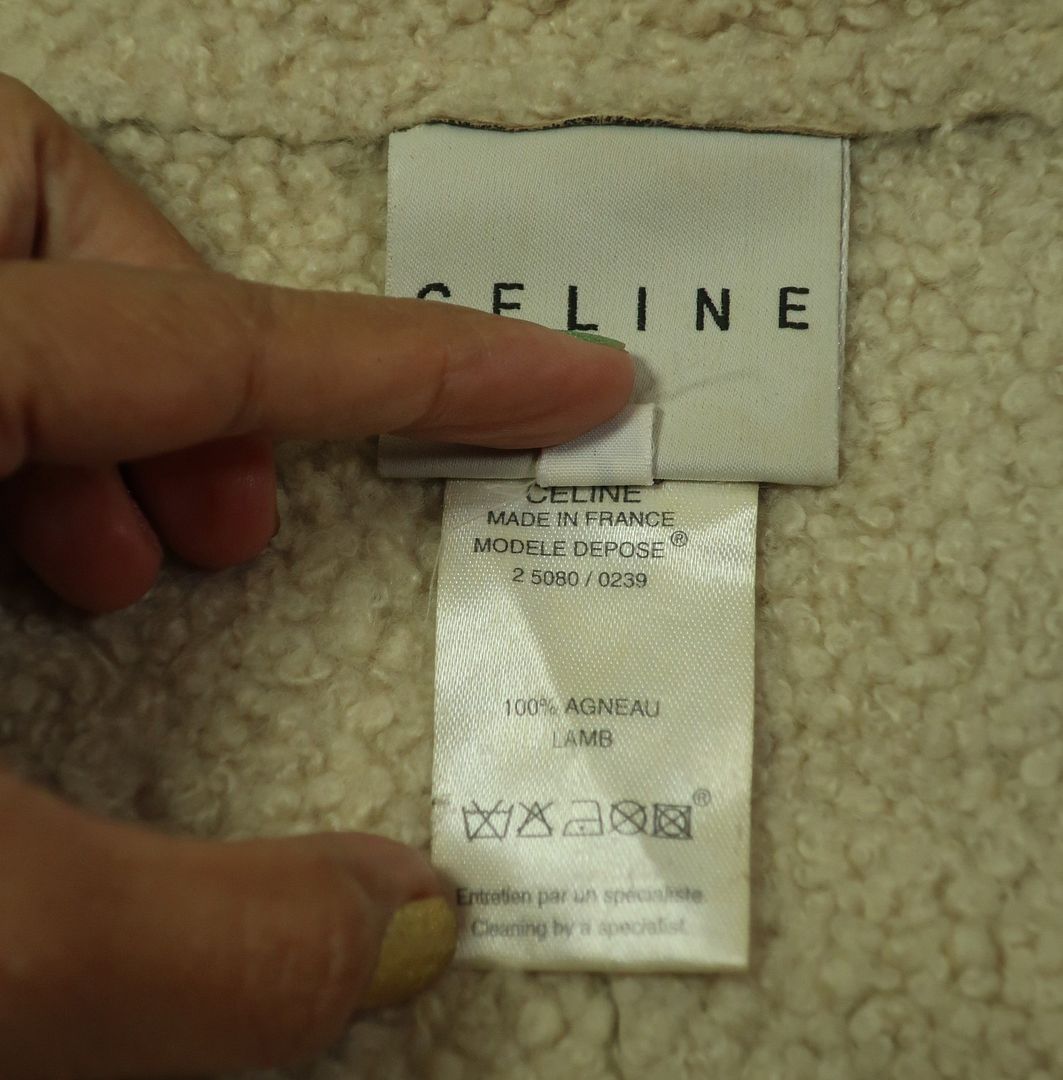 CELINE
CELINE
MADE IN FRANCE
MODELE DEPOSE ®
2 5080 / 0239
100% AGNEAU
LAMB
®
Entretien par un spécialiste.
Cleaning by a specialist.